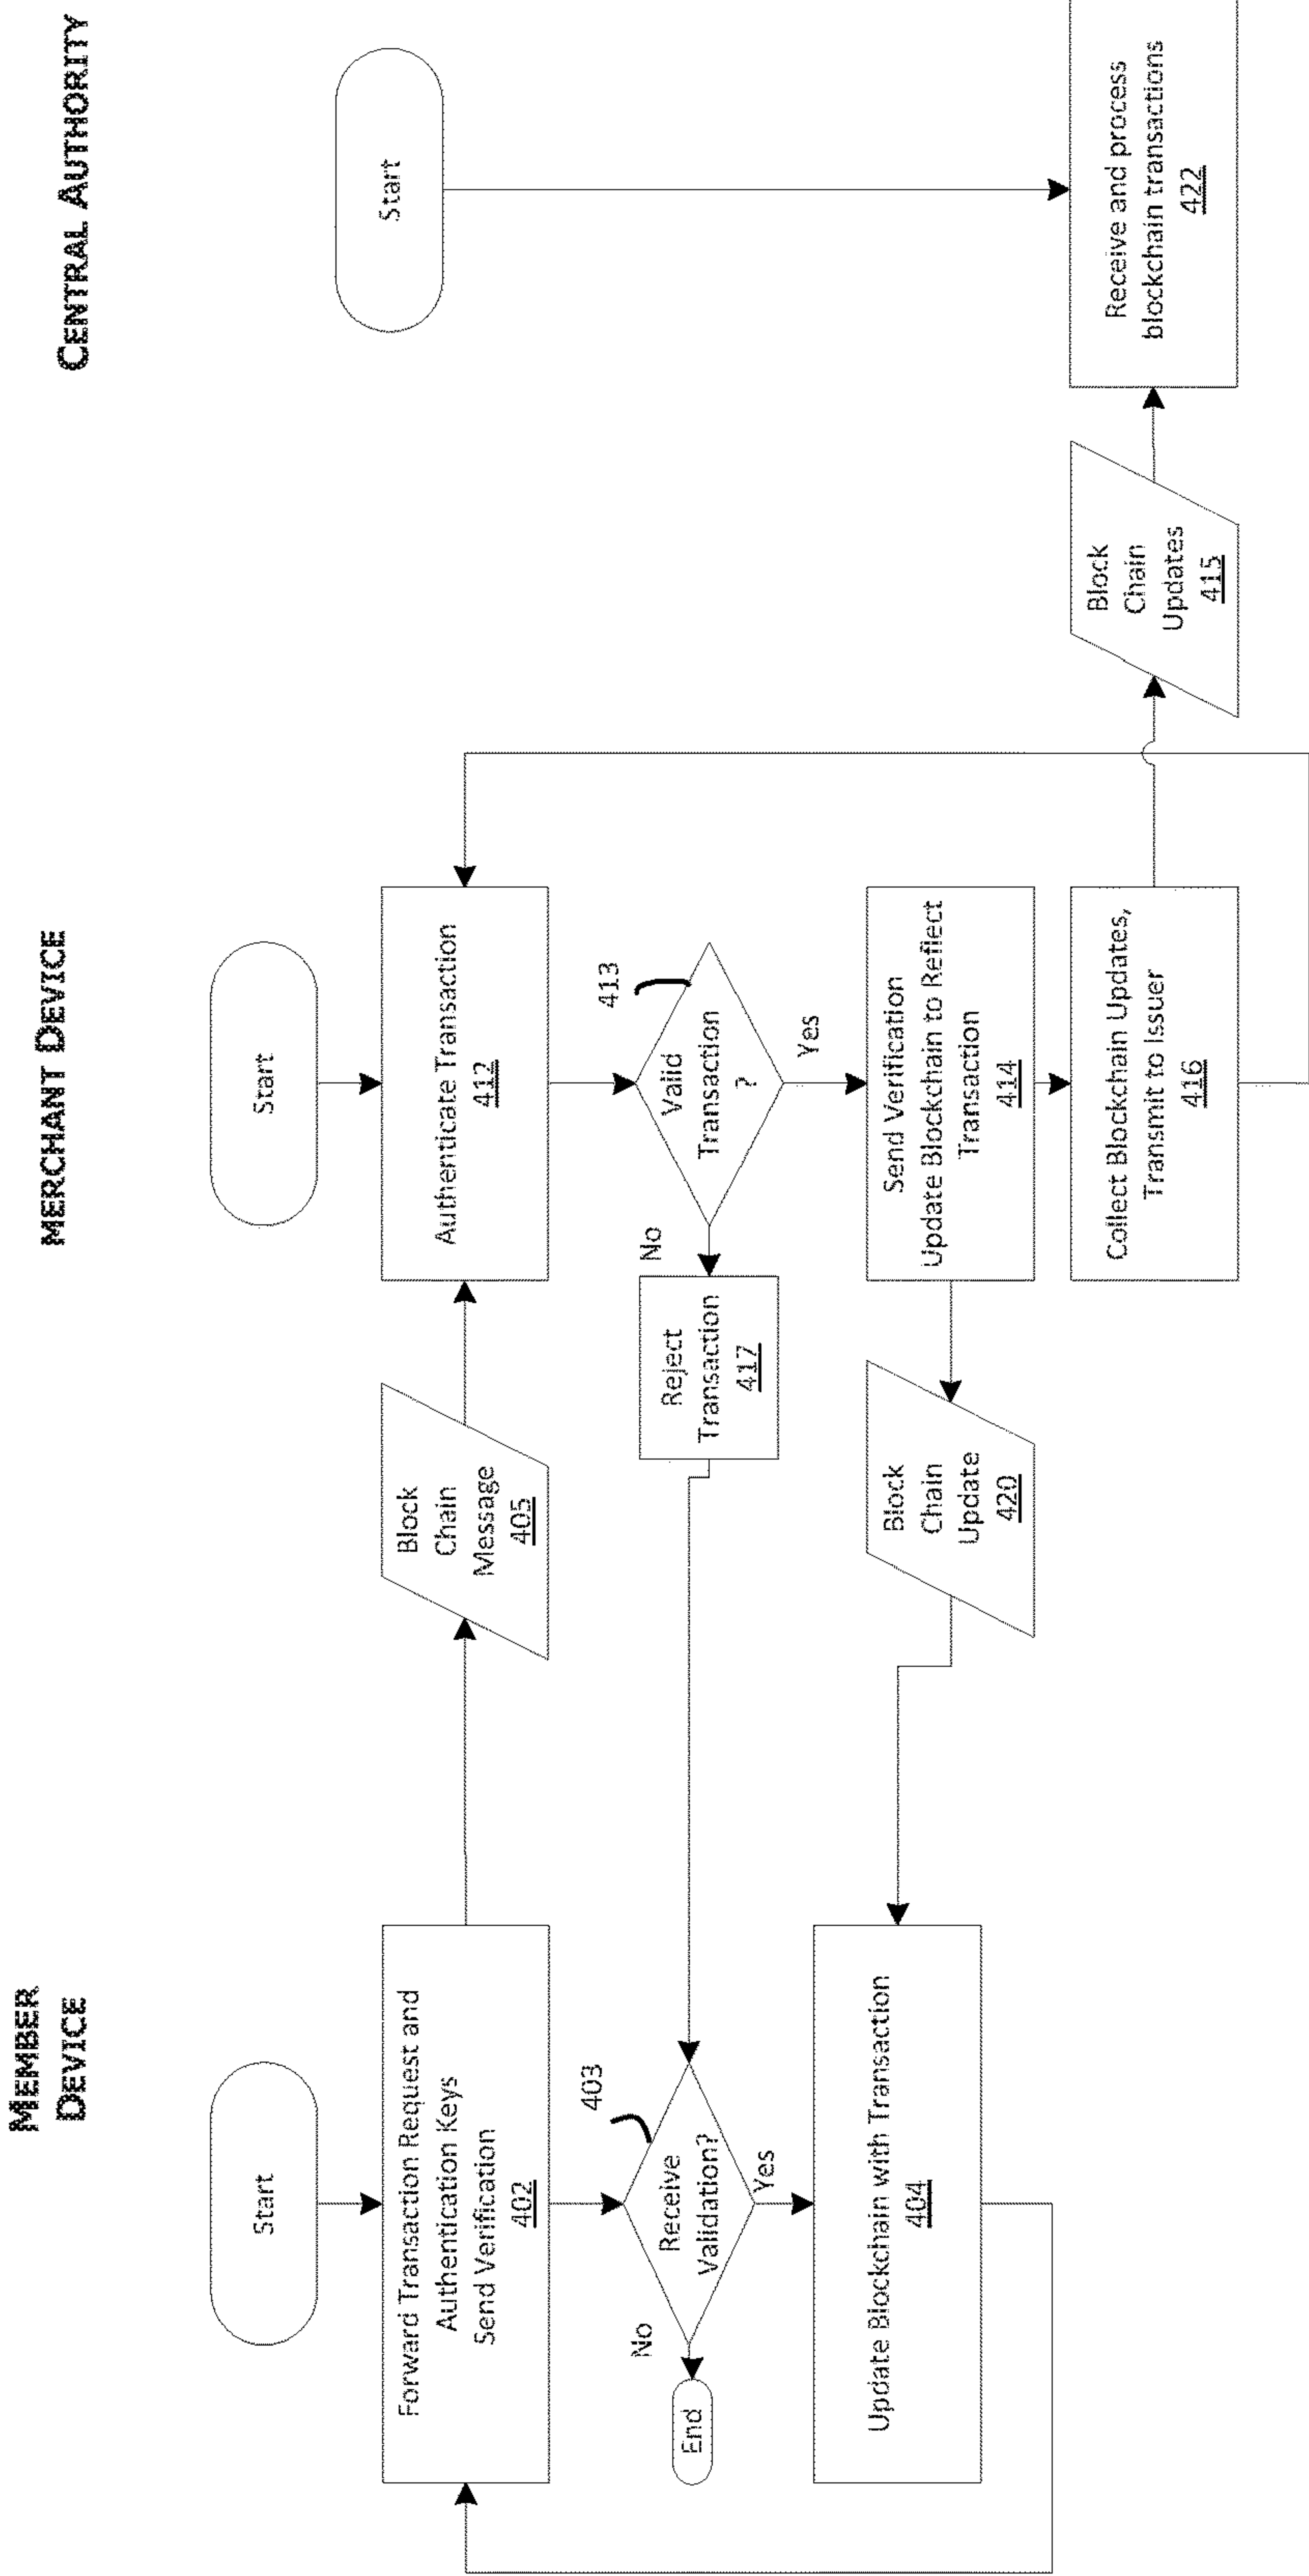 MEMBER
DEVICE
Start
Forward Transaction Request and
Authentication Keys
Send Verification
402
403
Receive
Validation?
No
Yes
End
Update Blockchain with Transaction
404
Block
Chain
Message
405
Block
Chain
Update
420
MERCHANT DEVICE
Start
Authenticate Transaction
412
413
Valid
Transaction
?
No
Yes
Reject
Transaction
417
Send Verification
Update Blockchain to Reflect
Transaction
414
Collect Blockchain Updates,
Transmit to Issuer
416
Block
Chain
Updates
415
CENTRAL AUTHORITY
Start
Receive and process
blockchain transactions
422